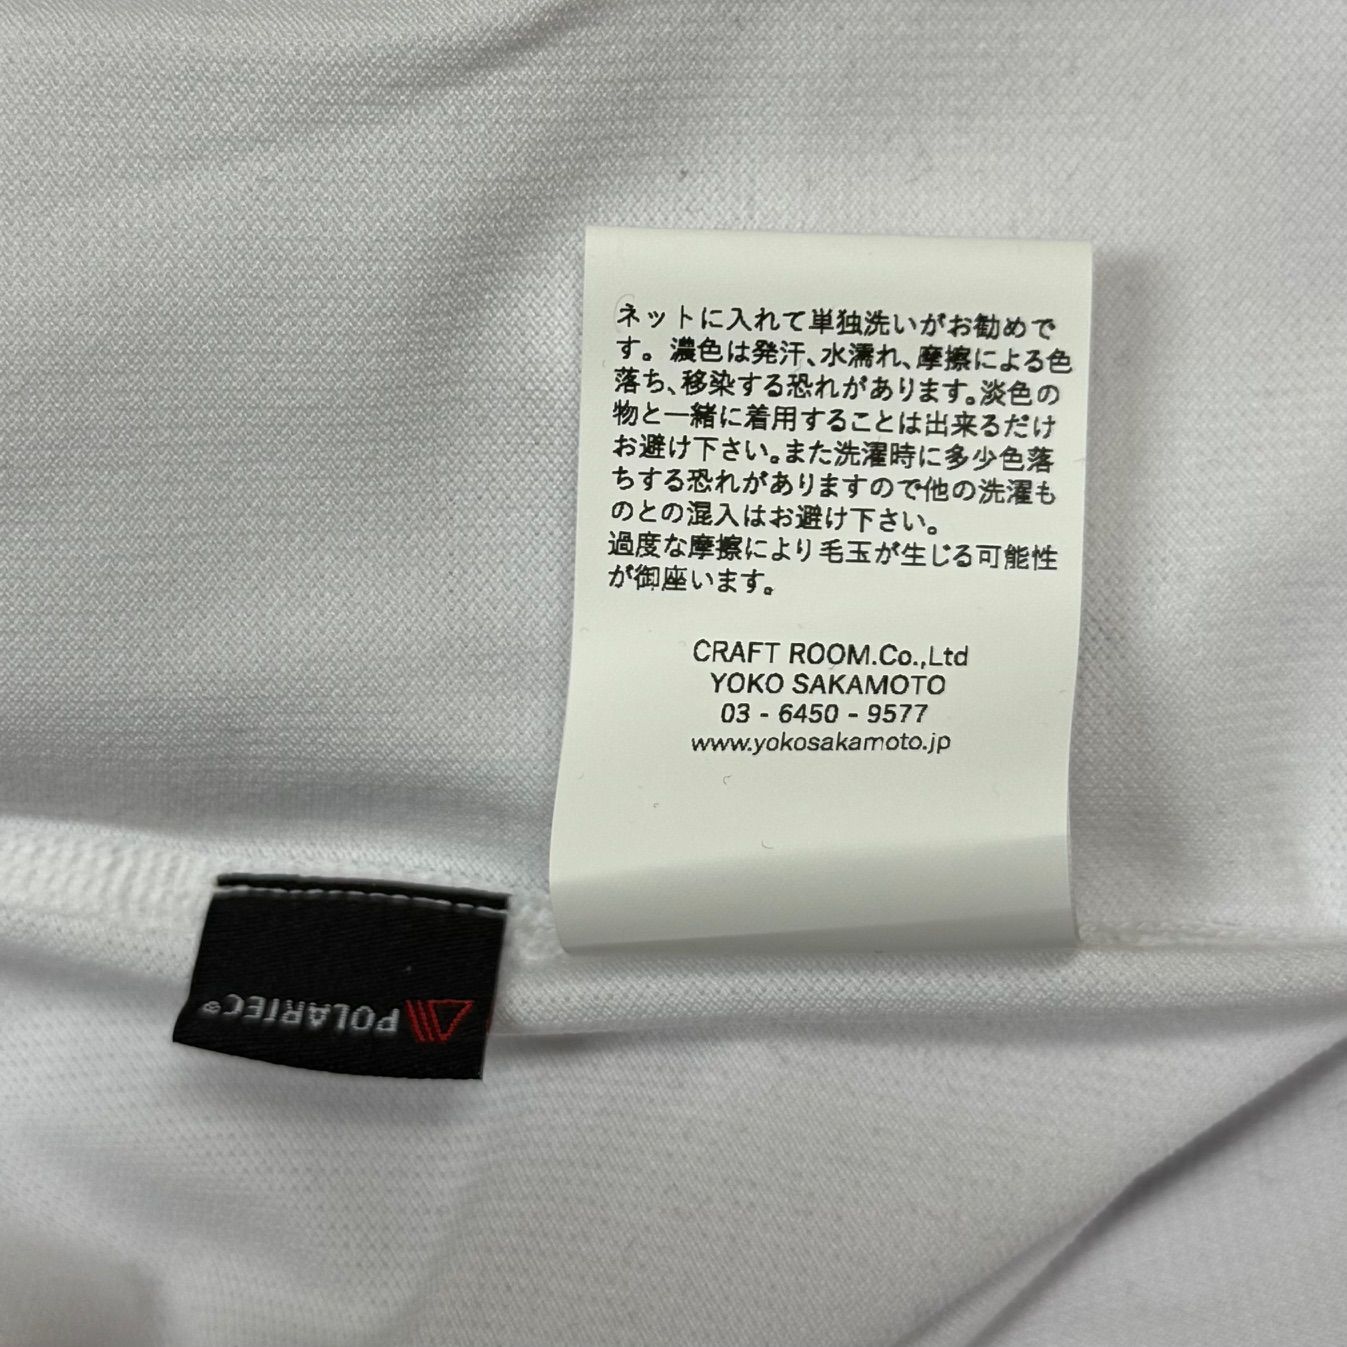 ネットに入れて単独洗いがお勧めで
す。濃色は発汗、水濡れ、摩擦による色
落ち、移染する恐れがあります。淡色の
物と一緒に着用することは出来るだけ
お避け下さい。また洗濯時に多少色落
ちする恐れがありますので他の洗濯も
のとの混入はお避け下さい。
過度な摩擦により毛玉が生じる可能性
が御座います。
CRAFT ROOM.Co.,Ltd
YOKO SAKAMOTO
03 - 6450 - 9577
www.yokosakamoto.jp
POLARTEC®